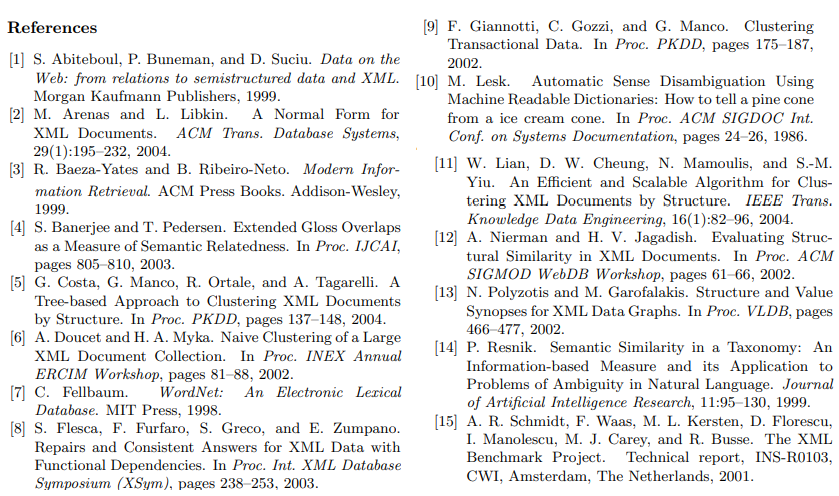 References
[1] S. Abiteboul, P. Buneman, and D. Suciu. Data on the
Web: from relations to semistructured data and XML.
Morgan Kaufmann Publishers, 1999.
[2] M. Arenas and L. Libkin. A Normal Form for
XML Documents. ACM Trans. Database Systems,
29(1):195–232, 2004.
[3] R. Baeza-Yates and B. Ribeiro-Neto. Modern Infor-
mation Retrieval. ACM Press Books. Addison-Wesley,
1999.
[4] S. Banerjee and T. Pedersen. Extended Gloss Overlaps
as a Measure of Semantic Relatedness. In Proc. IJCAI,
pages 805–810, 2003.
[5] G. Costa, G. Manco, R. Ortale, and A. Tagarelli. A
Tree-based Approach to Clustering XML Documents
by Structure. In Proc. PKDD, pages 137–148, 2004.
[6] A. Doucet and H. A. Myka. Naive Clustering of a Large
XML Document Collection. In Proc. INEX Annual
ERCIM Workshop, pages 81–88, 2002.
[7] C. Fellbaum. WordNet: An Electronic Lexical
Database. MIT Press, 1998.
[8] S. Flesca, F. Furfaro, S. Greco, and E. Zumpano.
Repairs and Consistent Answers for XML Data with
Functional Dependencies. In Proc. Int. XML Database
Symposium (XSym), pages 238–253, 2003.
[9] F. Giannotti, C. Gozzi, and G. Manco. Clustering
Transactional Data. In Proc. PKDD, pages 175–187,
2002.
[10] M. Lesk. Automatic Sense Disambiguation Using
Machine Readable Dictionaries: How to tell a pine cone
from a ice cream cone. In Proc. ACM SIGDOC Int.
Conf. on Systems Documentation, pages 24–26, 1986.
[11] W. Lian, D. W. Cheung, N. Mamoulis, and S.-M.
Yiu. An Efficient and Scalable Algorithm for Clus-
tering XML Documents by Structure. IEEE Trans.
Knowledge Data Engineering, 16(1):82–96, 2004.
[12] A. Nierman and H. V. Jagadish. Evaluating Struc-
tural Similarity in XML Documents. In Proc. ACM
SIGMOD WebDB Workshop, pages 61–66, 2002.
[13] N. Polyzotis and M. Garofalakis. Structure and Value
Synopses for XML Data Graphs. In Proc. VLDB, pages
466–477, 2002.
[14] P. Resnik. Semantic Similarity in a Taxonomy: An
Information-based Measure and its Application to
Problems of Ambiguity in Natural Language. Journal
of Artificial Intelligence Research, 11:95–130, 1999.
[15] A. R. Schmidt, F. Waas, M. L. Kersten, D. Florescu,
I. Manolescu, M. J. Carey, and R. Busse. The XML
Benchmark Project. Technical report, INS-R0103,
CWI, Amsterdam, The Netherlands, 2001.